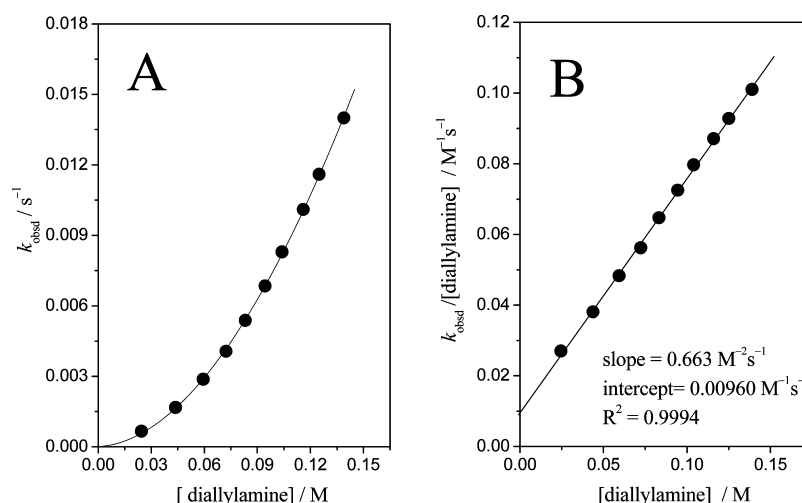 A
0.018
0.015
0.012
0.009
0.006
0.003
0.000
0.00 0.03 0.06 0.09 0.12 0.15
k_obsd / s⁻¹
[ diallylamine] / M
B
0.12
0.10
0.08
0.06
0.04
0.02
0.00
0.00 0.05 0.10 0.15
k_obsd /[diallylamine] / M⁻¹s⁻¹
slope = 0.663 M⁻²s⁻¹
intercept= 0.00960 M⁻¹s⁻
R² = 0.9994
[diallylamine] / M